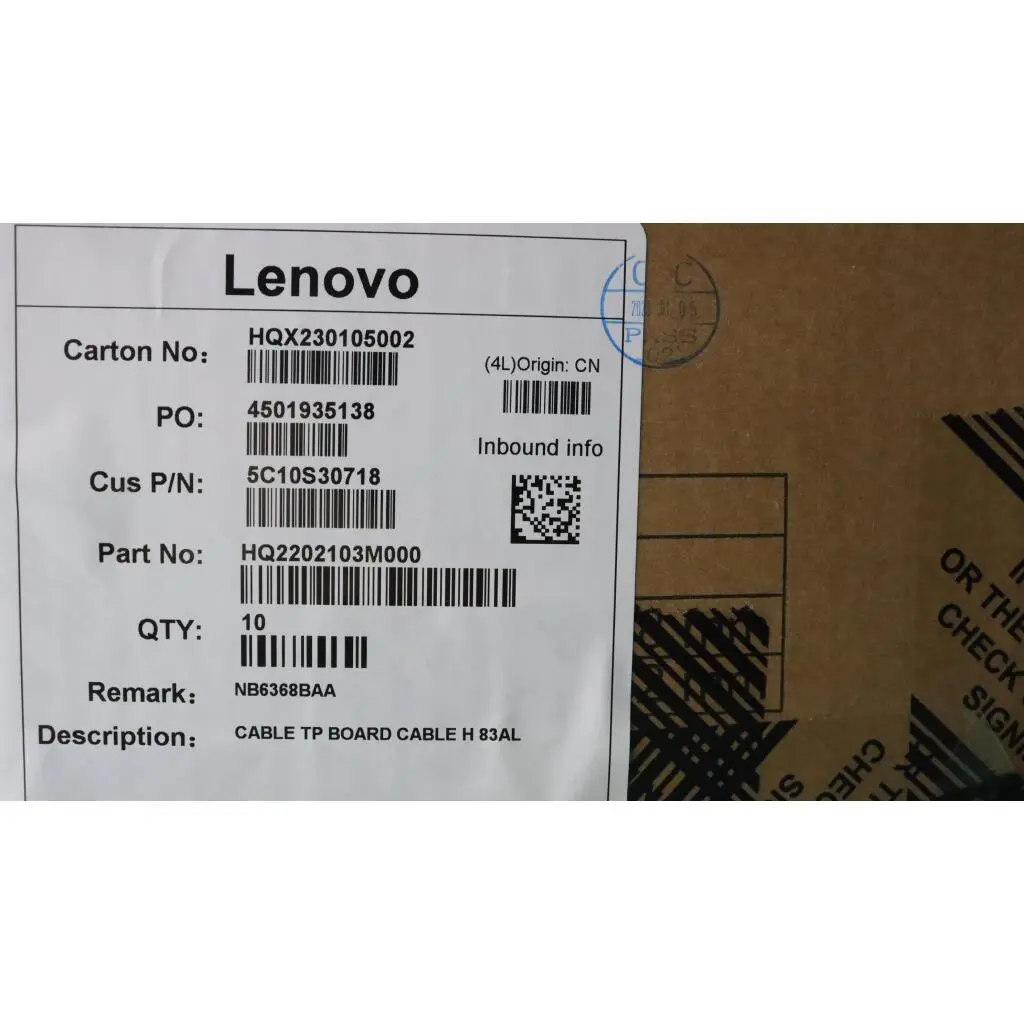 Lenovo
Carton No: HQX230105002
(4L)Origin: CN
PO: 4501935138
Inbound info
Cus P/N: 5C10S30718
Part No: HQ2202103M000
QTY: 10
Remark: NB6368BAA
Description: CABLE TP BOARD CABLE H 83AL
PASS
OR THE
CHECK